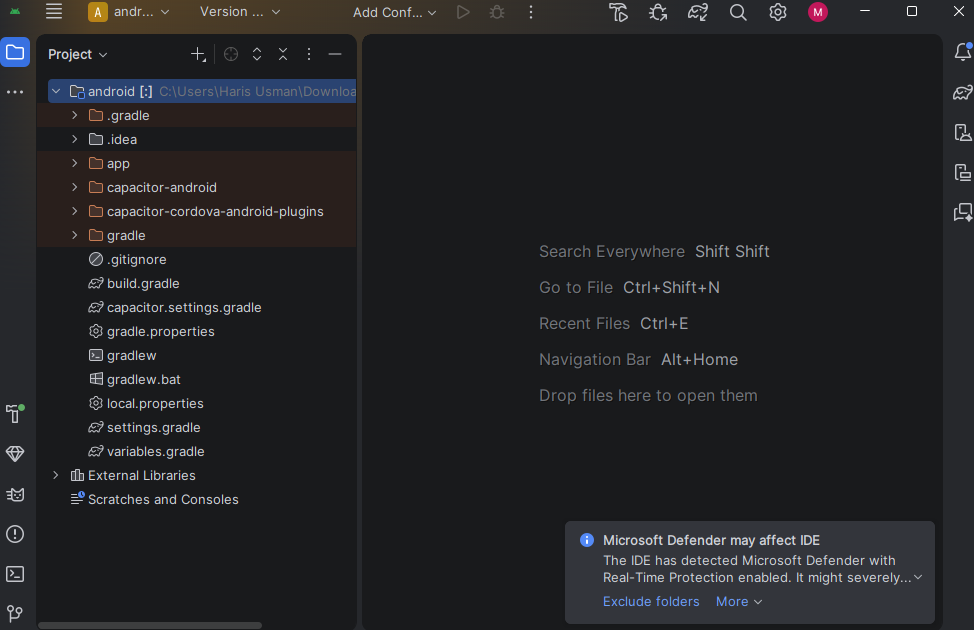 A andr...
Version ...
Add Conf...
M
Project
android [:] C:\Users\Haris Usman\Downloa
.gradle
.idea
app
capacitor-android
capacitor-cordova-android-plugins
gradle
.gitignore
build.gradle
capacitor.settings.gradle
gradle.properties
gradlew
gradlew.bat
local.properties
settings.gradle
variables.gradle
External Libraries
Scratches and Consoles
Search Everywhere Shift Shift
Go to File Ctrl+Shift+N
Recent Files Ctrl+E
Navigation Bar Alt+Home
Drop files here to open them
Microsoft Defender may affect IDE
The IDE has detected Microsoft Defender with
Real-Time Protection enabled. It might severely...
Exclude folders More